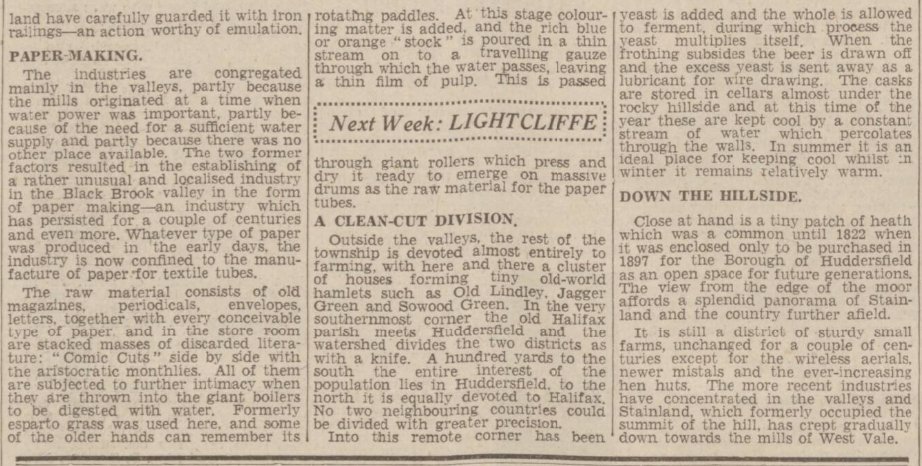 land have carefully guarded it with iron
railings—an action worthy of emulation.
PAPER-MAKING.
The industries are congregated
mainly in the valleys, partly because
the mills originated at a time when
water power was important, partly be-
cause of the need for a sufficient water
supply and partly because there was no
other place available. The two former
factors resulted in the establishing of
a rather unusual and localised industry
in the Black Brook valley in the form
of paper making—an industry which
has persisted for a couple of centuries
and even more. Whatever type of paper
was produced in the early days, the
industry is now confined to the manu-
facture of paper for textile tubes.
The raw material consists of old
magazines, periodicals, envelopes,
letters, together with every conceivable
type of paper, and in the store room
are stacked masses of discarded litera-
ture: "Comic Cuts" side by side with
the aristocratic monthlies. All of them
are subjected to further intimacy when
they are thrown into the giant boilers
to be digested with water. Formerly
esparto grass was used here, and some
of the older hands can remember its
rotating paddles. At this stage colour-
ing matter is added, and the rich blue
or orange "stock" is poured in a thin
stream on to a travelling gauze
through which the water passes, leaving
a thin film of pulp. This is passed
Next Week: LIGHTCLIFFE
through giant rollers which press and
dry it ready to emerge on massive
drums as the raw material for the paper
tubes.
A CLEAN-CUT DIVISION.
Outside the valleys, the rest of the
township is devoted almost entirely to
farming, with here and there a cluster
of houses forming tiny old-world
hamlets such as Old Lindley, Jagger
Green and Sowood Green. In the very
southernmost corner the old Halifax
parish meets Huddersfield and the
watershed divides the two districts as
with a knife. A hundred yards to the
south the entire interest of the
population lies in Huddersfield, to the
north it is equally devoted to Halifax.
No two neighbouring countries could
be divided with greater precision.
Into this remote corner has been
yeast is added and the whole is allowed
to ferment, during which process the
yeast multiplies itself. When the
frothing subsides the beer is drawn off
and the excess yeast is sent away as a
lubricant for wire drawing. The casks
are stored in cellars almost under the
rocky hillside and at this time of the
year these are kept cool by a constant
stream of water which percolates
through the walls. In summer it is an
ideal place for keeping cool whilst in
winter it remains relatively warm.
DOWN THE HILLSIDE.
Close at hand is a tiny patch of heath
which was a common until 1822 when
it was enclosed only to be purchased in
1897 for the Borough of Huddersfield
as an open space for future generations.
The view from the edge of the moor
affords a splendid panorama of Stain-
land and the country further afield.
It is still a district of sturdy small
farms, unchanged for a couple of cen-
turies except for the wireless aerials,
newer mistals and the ever-increasing
hen huts. The more recent industries
have concentrated in the valleys and
Stainland, which formerly occupied the
summit of the hill, has crept gradually
down towards the mills of West Vale.